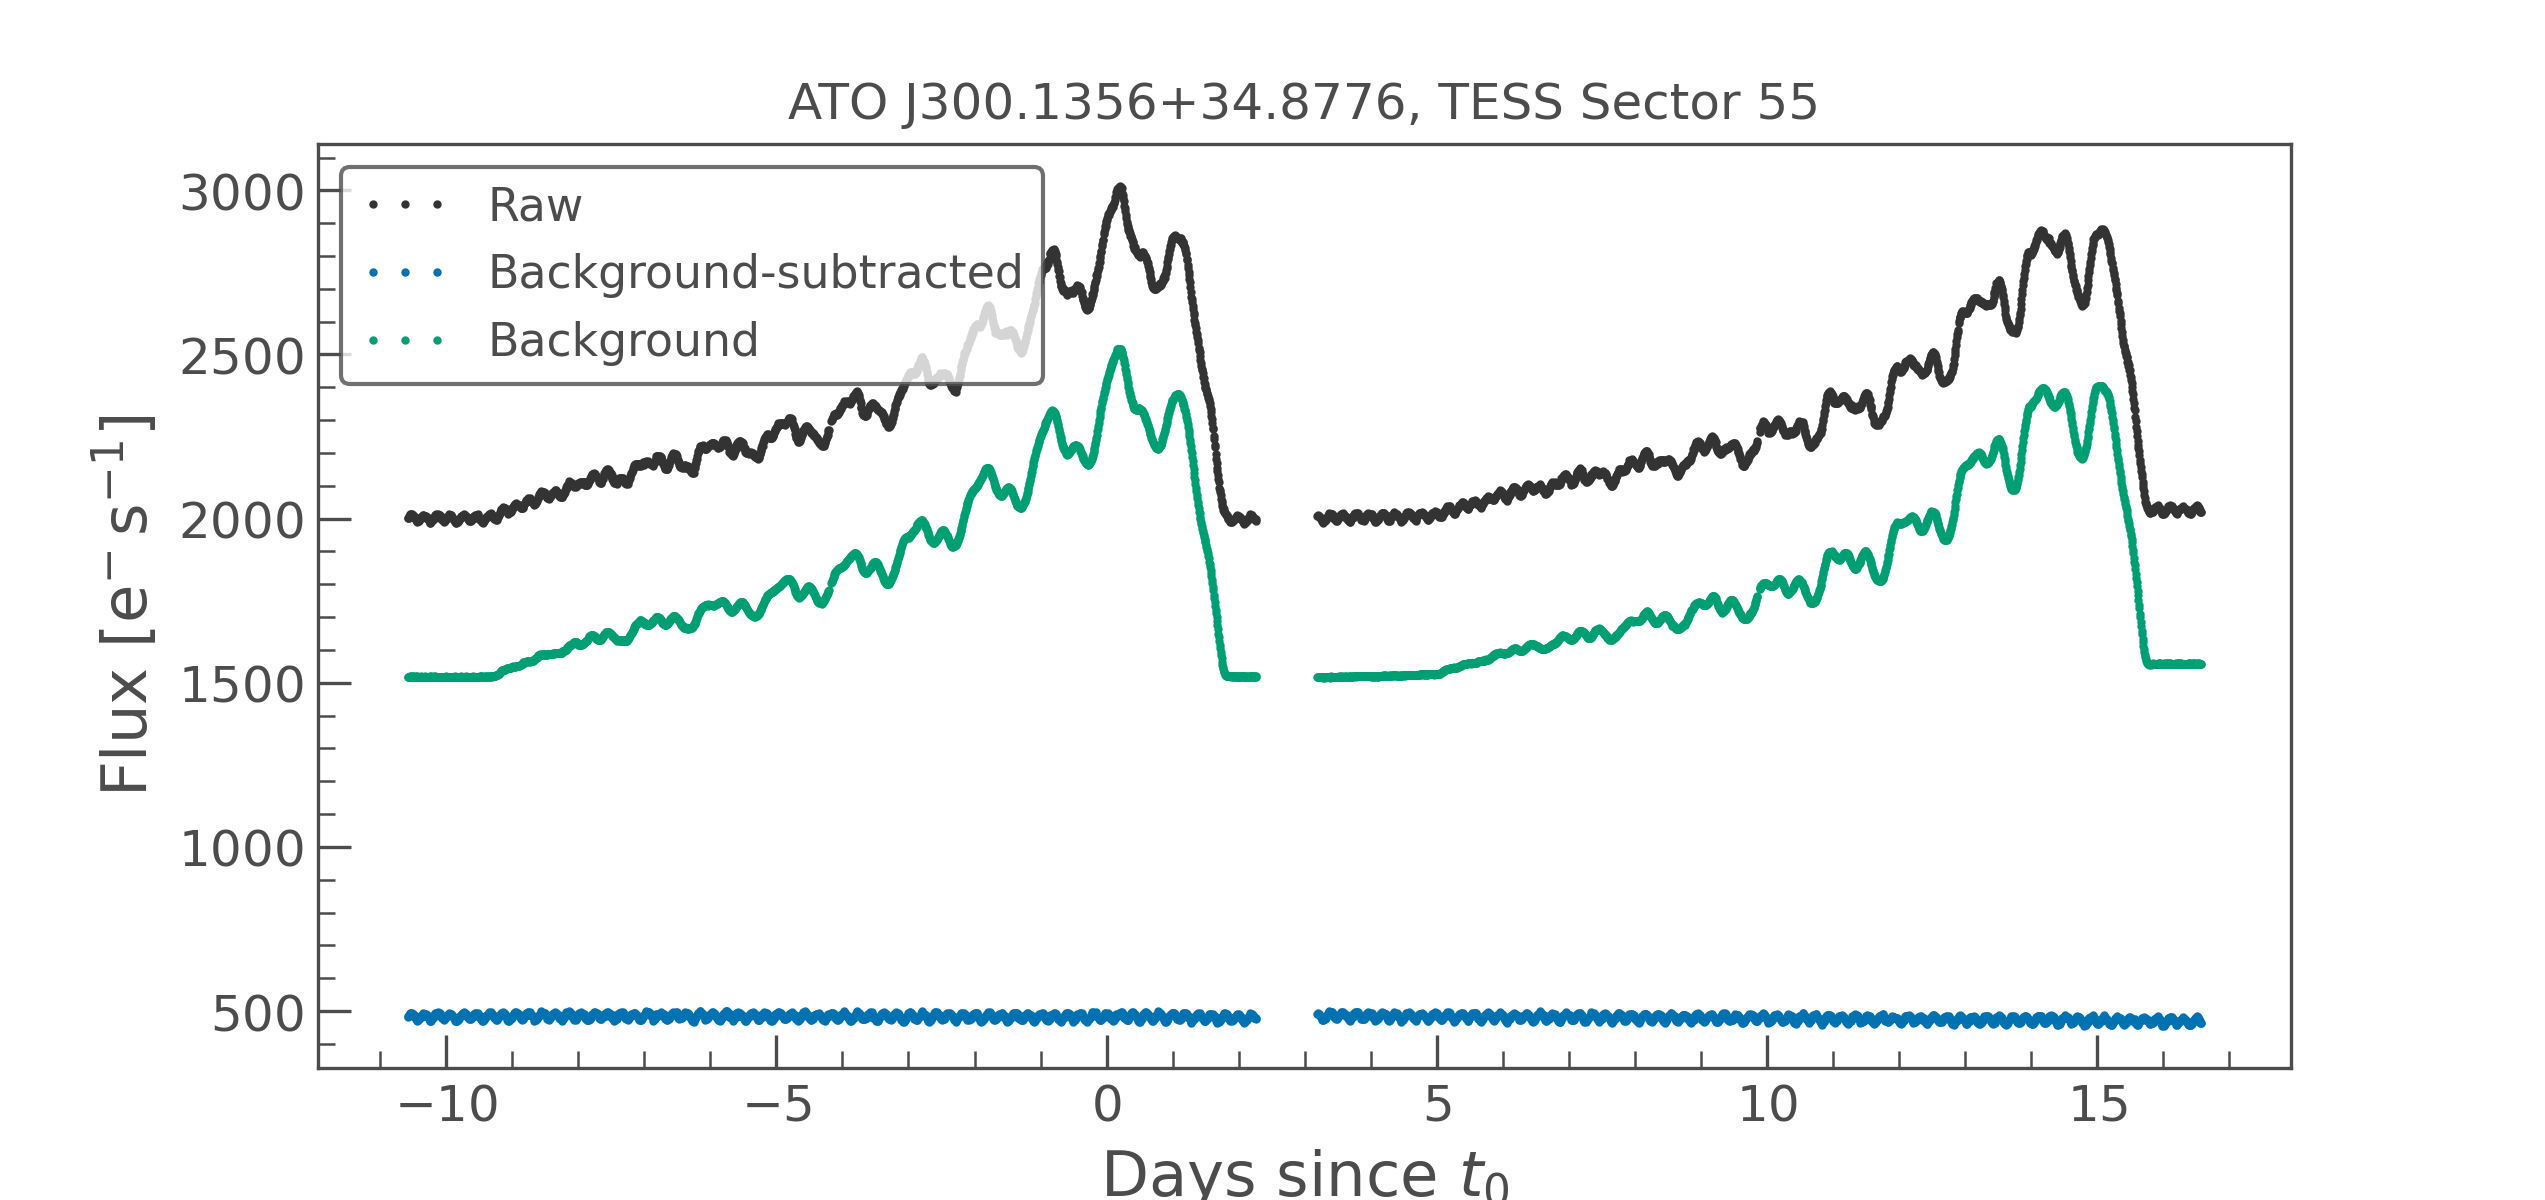 ATO J300.1356+34.8776, TESS Sector 55
Raw
Background-subtracted
Background
3000
2500
2000
1500
1000
500
Flux [e⁻ s⁻¹]
−10 −5 0 5 10 15
Days since t₀